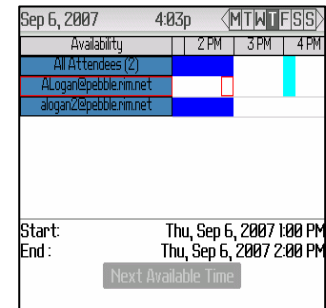 Sep 6, 2007 4:03p MTWTFSS
Availability 2 PM 3 PM 4 PM
All Attendees (2)
ALogan@pebble.rim.net
alogan2@pebble.rim.net
Start: Thu, Sep 6, 2007 1:00 PM
End: Thu, Sep 6, 2007 2:00 PM
Next Available Time